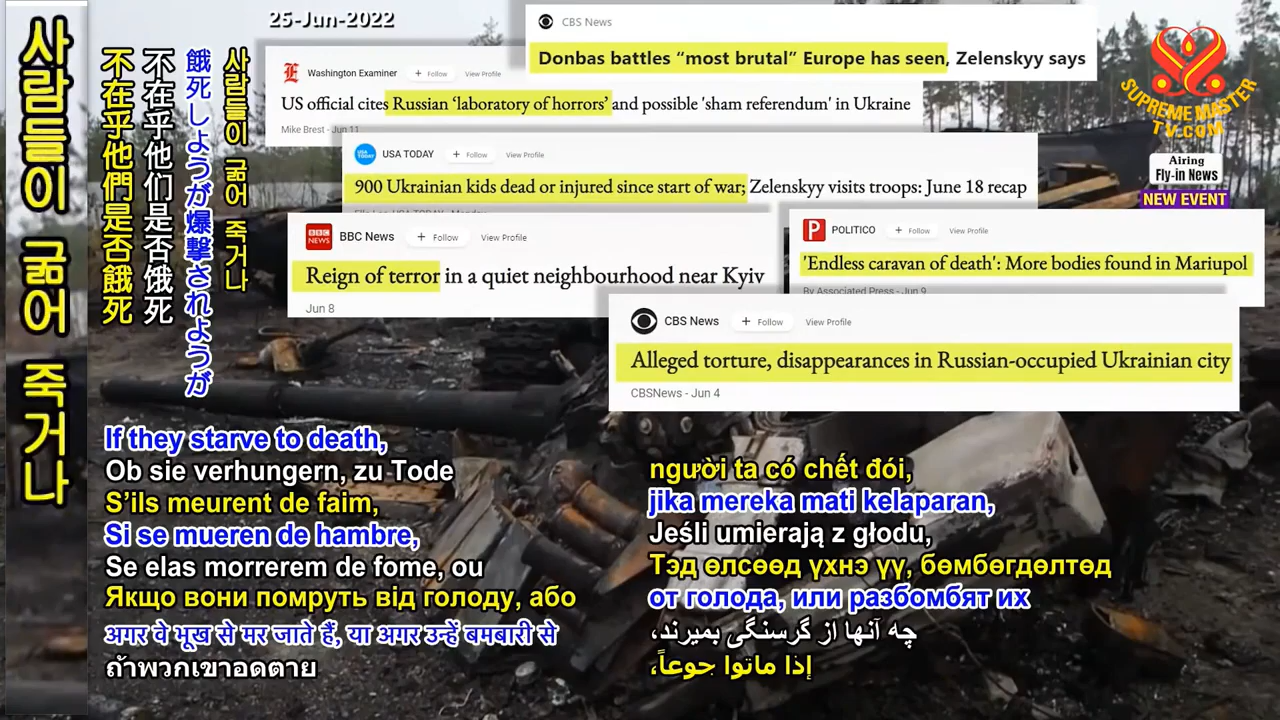 사람들이 굶어 죽거나
不在乎他們是否餓死
不在乎他们是否饿死
餓死しようが爆撃されようが
사람들이 굶어 죽거나
25-Jun-2022
CBS News
Donbas battles “most brutal” Europe has seen, Zelenskyy says
Washington Examiner + Follow View Profile
US official cites Russian ‘laboratory of horrors’ and possible 'sham referendum' in Ukraine
Mike Brest - Jun 11
USA TODAY + Follow View Profile
900 Ukrainian kids dead or injured since start of war; Zelenskyy visits troops: June 18 recap
BBC NEWS BBC News + Follow View Profile
Reign of terror in a quiet neighbourhood near Kyiv
Jun 8
POLITICO + Follow View Profile
'Endless caravan of death': More bodies found in Mariupol
By Associated Press - Jun 9
CBS News + Follow View Profile
Alleged torture, disappearances in Russian-occupied Ukrainian city
CBSNews - Jun 4
SUPREME MASTER
TV.COM
Airing
Fly-in News
NEW EVENT
If they starve to death,
Ob sie verhungern, zu Tode
S’ils meurent de faim,
Si se mueren de hambre,
Se elas morrerem de fome, ou
Якщо вони помруть від голоду, або
अगर वे भूख से मर जाते हैं, या अगर उन्हें बमबारी से
ถ้าพวกเขาอดตาย
người ta có chết đói,
jika mereka mati kelaparan,
Jeśli umierają z głodu,
Тэд өлсөөд үхнэ үү, бөмбөгдөлтөд
от голода, или разбомбят их
چه آنها از گرسنگی بمیرند،
إذا ماتوا جوعاً،